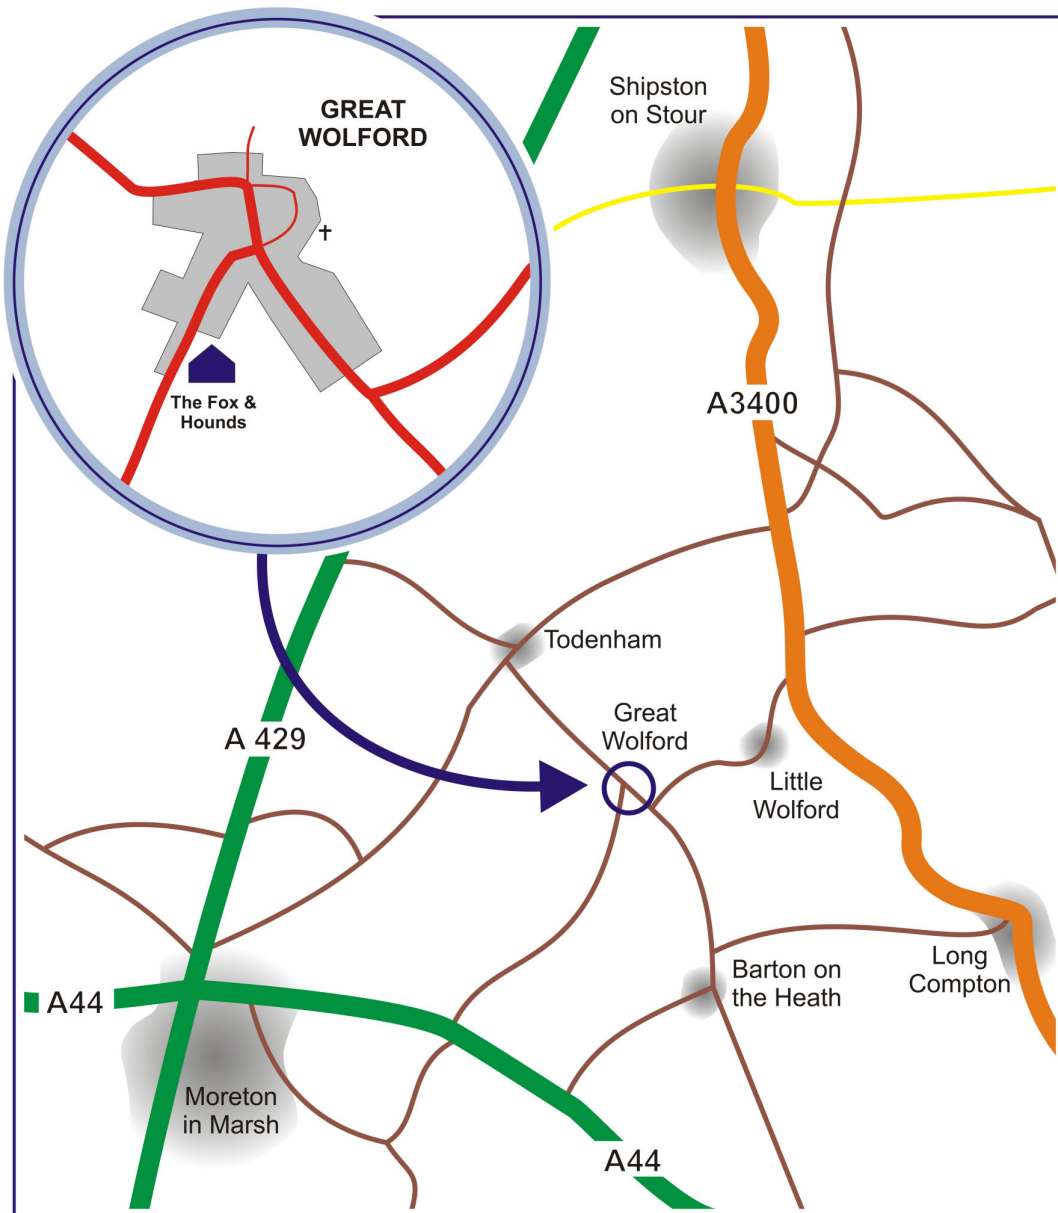 GREAT
WOLFORD
The Fox &
Hounds
Shipston
on Stour
A3400
Todenham
A 429
Great
Wolford
Little
Wolford
Long
Compton
Barton on
the Heath
A44
Moreton
in Marsh
A44